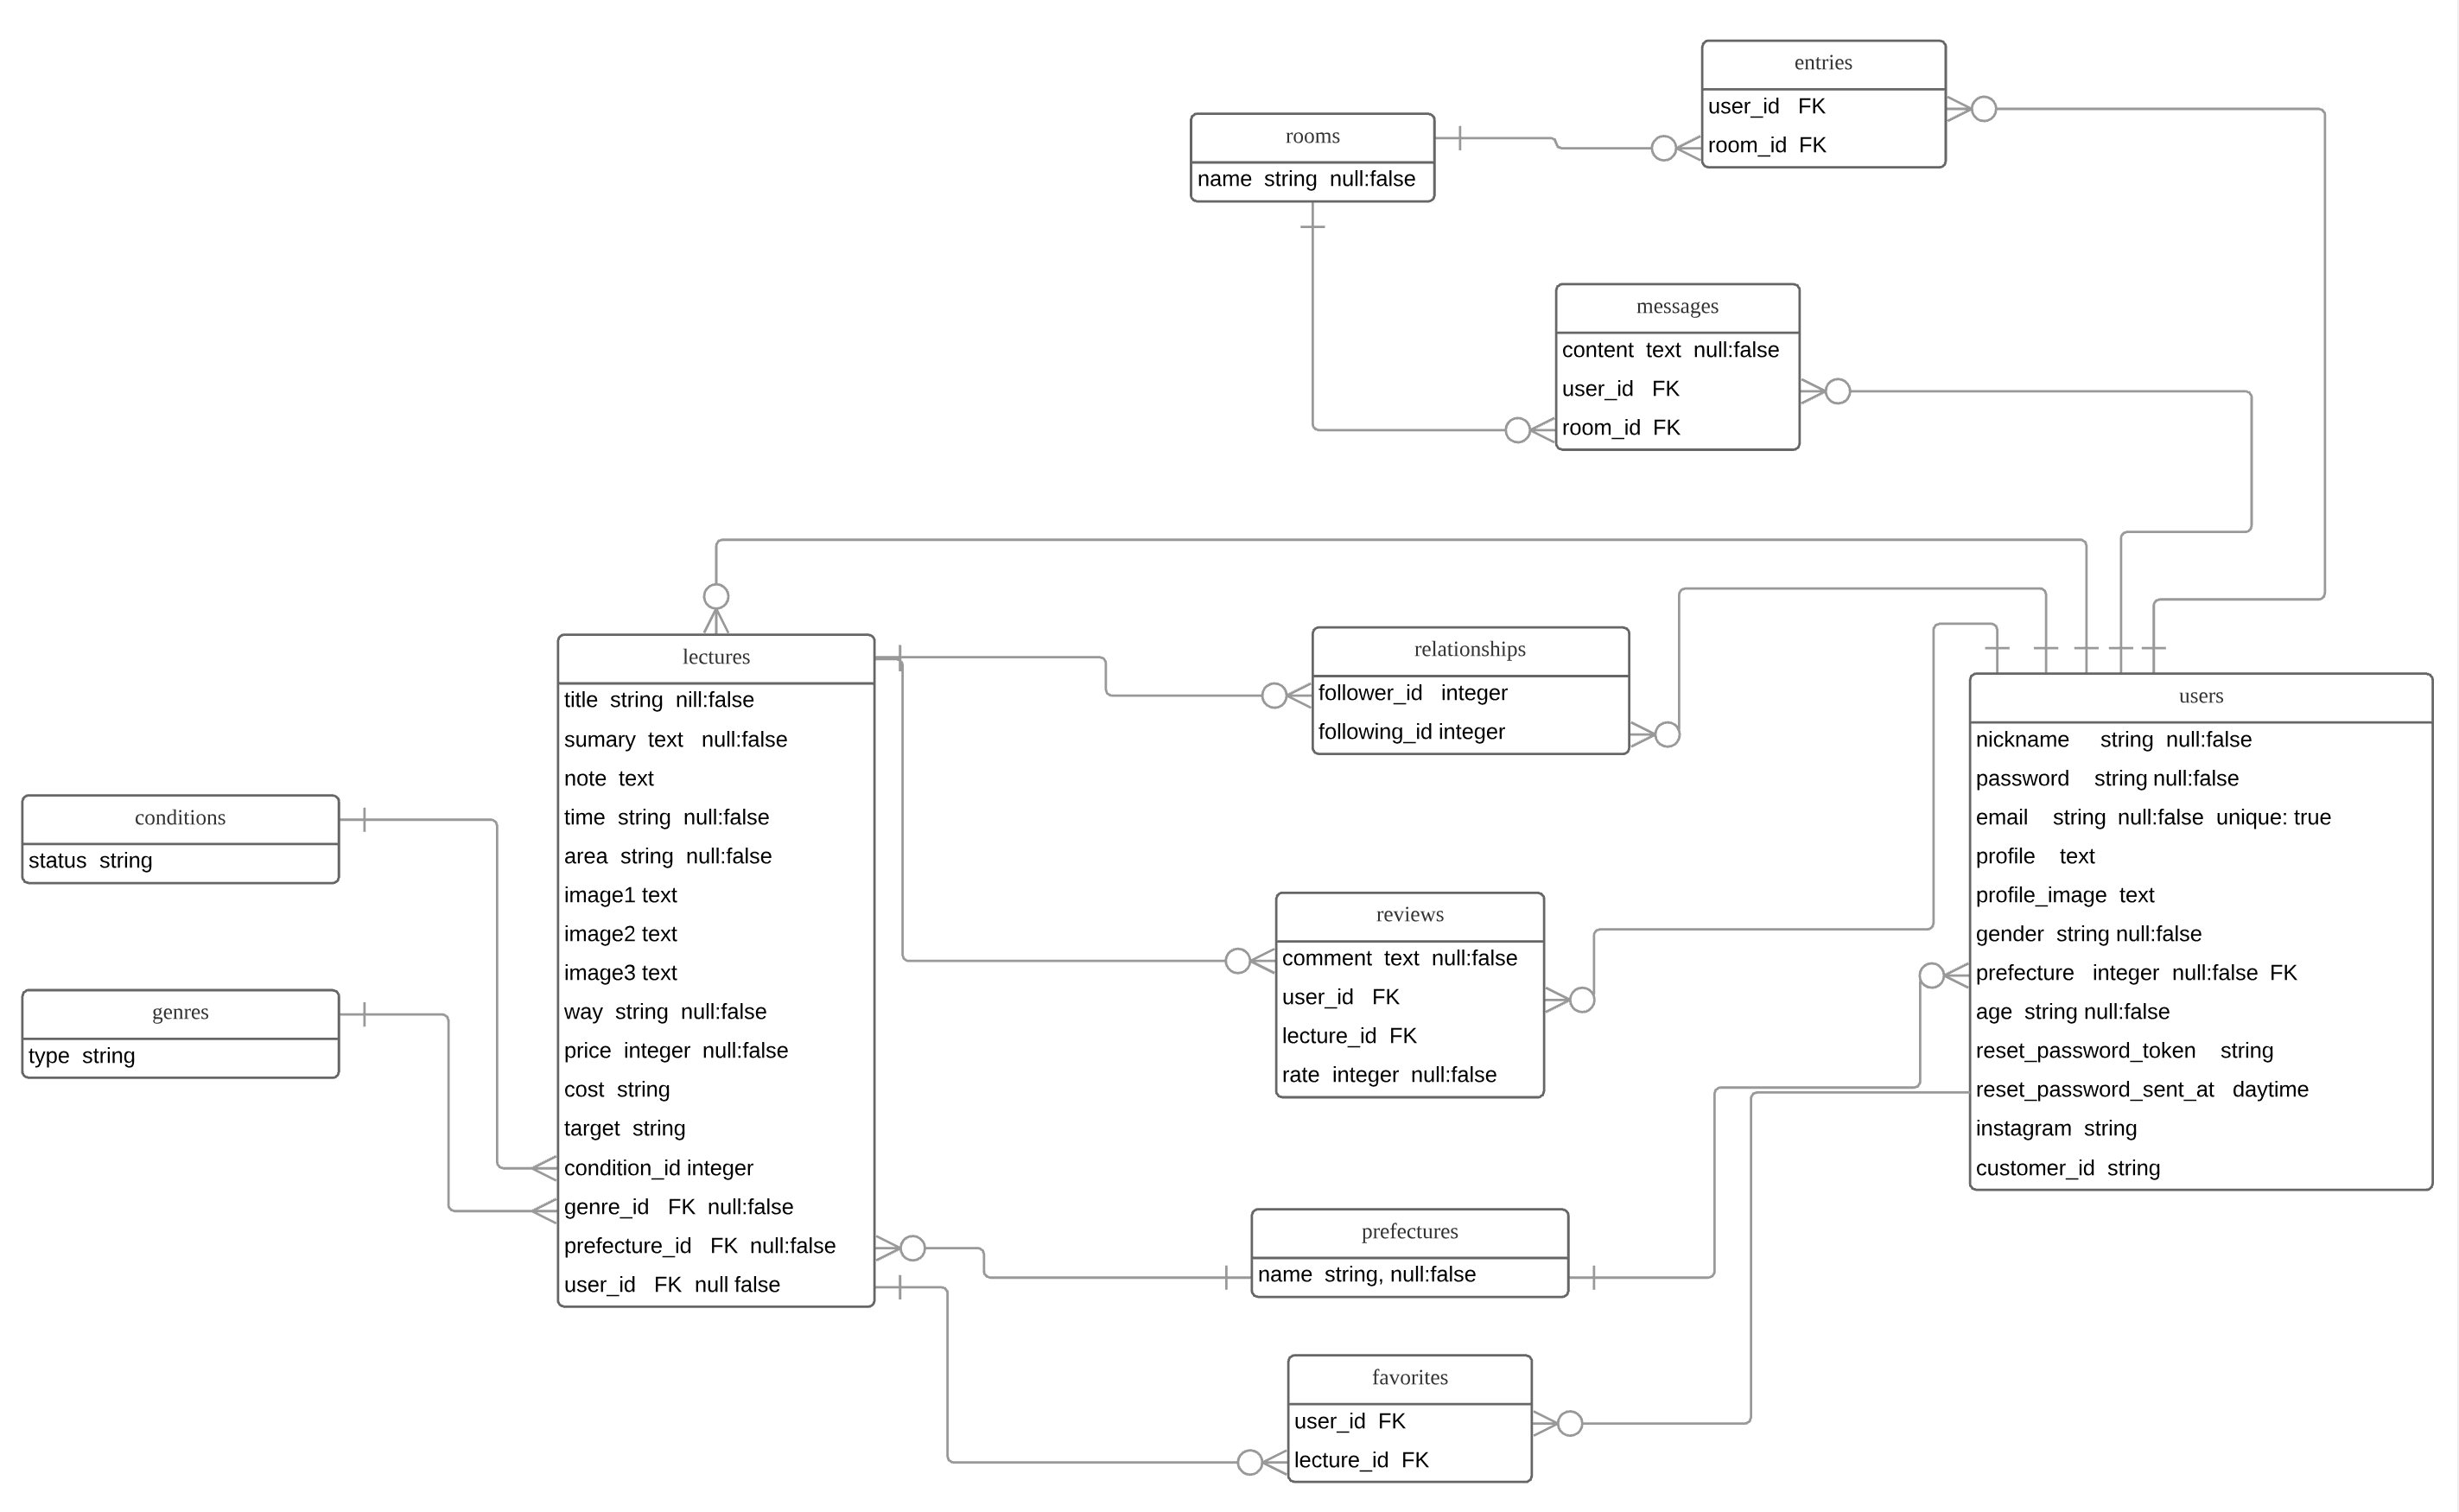 entries
user_id FK
room_id FK
rooms
name string null:false
messages
content text null:false
user_id FK
room_id FK
lectures
title string nill:false
sumary text null:false
note text
time string null:false
area string null:false
image1 text
image2 text
image3 text
way string null:false
price integer null:false
cost string
target string
condition_id integer
genre_id FK null:false
prefecture_id FK null:false
user_id FK null false
relationships
follower_id integer
following_id integer
users
nickname string null:false
password string null:false
email string null:false unique: true
profile text
profile_image text
gender string null:false
prefecture integer null:false FK
age string null:false
reset_password_token string
reset_password_sent_at daytime
instagram string
customer_id string
conditions
status string
genres
type string
reviews
comment text null:false
user_id FK
lecture_id FK
rate integer null:false
prefectures
name string, null:false
favorites
user_id FK
lecture_id FK